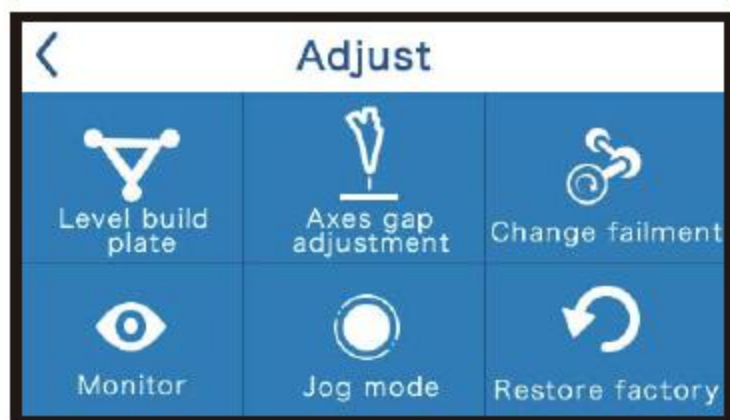 Adjust
Level build
plate
Axes gap
adjustment
Change failment
Monitor
Jog mode
Restore factory